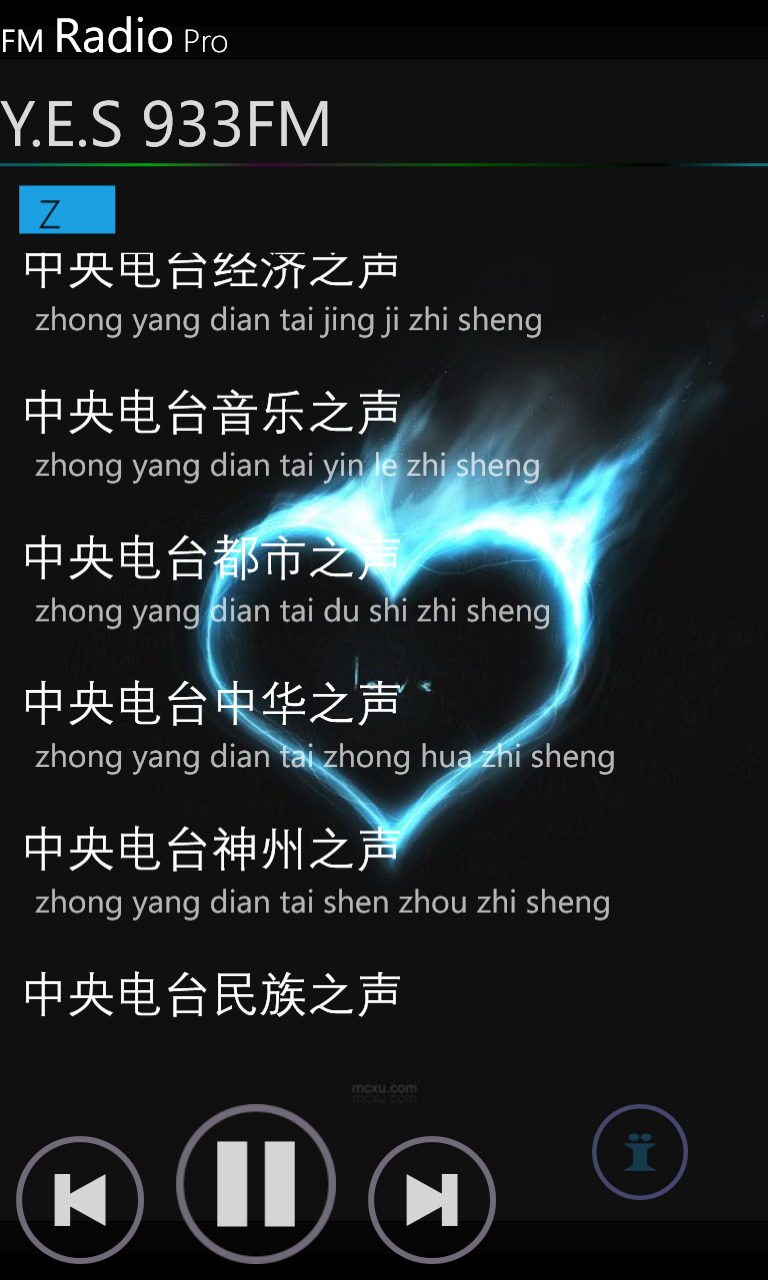 FM Radio Pro
Y.E.S 933FM
Z
中央电台经济之声
zhong yang dian tai jing ji zhi sheng
中央电台音乐之声
zhong yang dian tai yin le zhi sheng
中央电台都市之声
zhong yang dian tai du shi zhi sheng
love
中央电台中华之声
zhong yang dian tai zhong hua zhi sheng
中央电台神州之声
zhong yang dian tai shen zhou zhi sheng
中央电台民族之声
mcxu.com